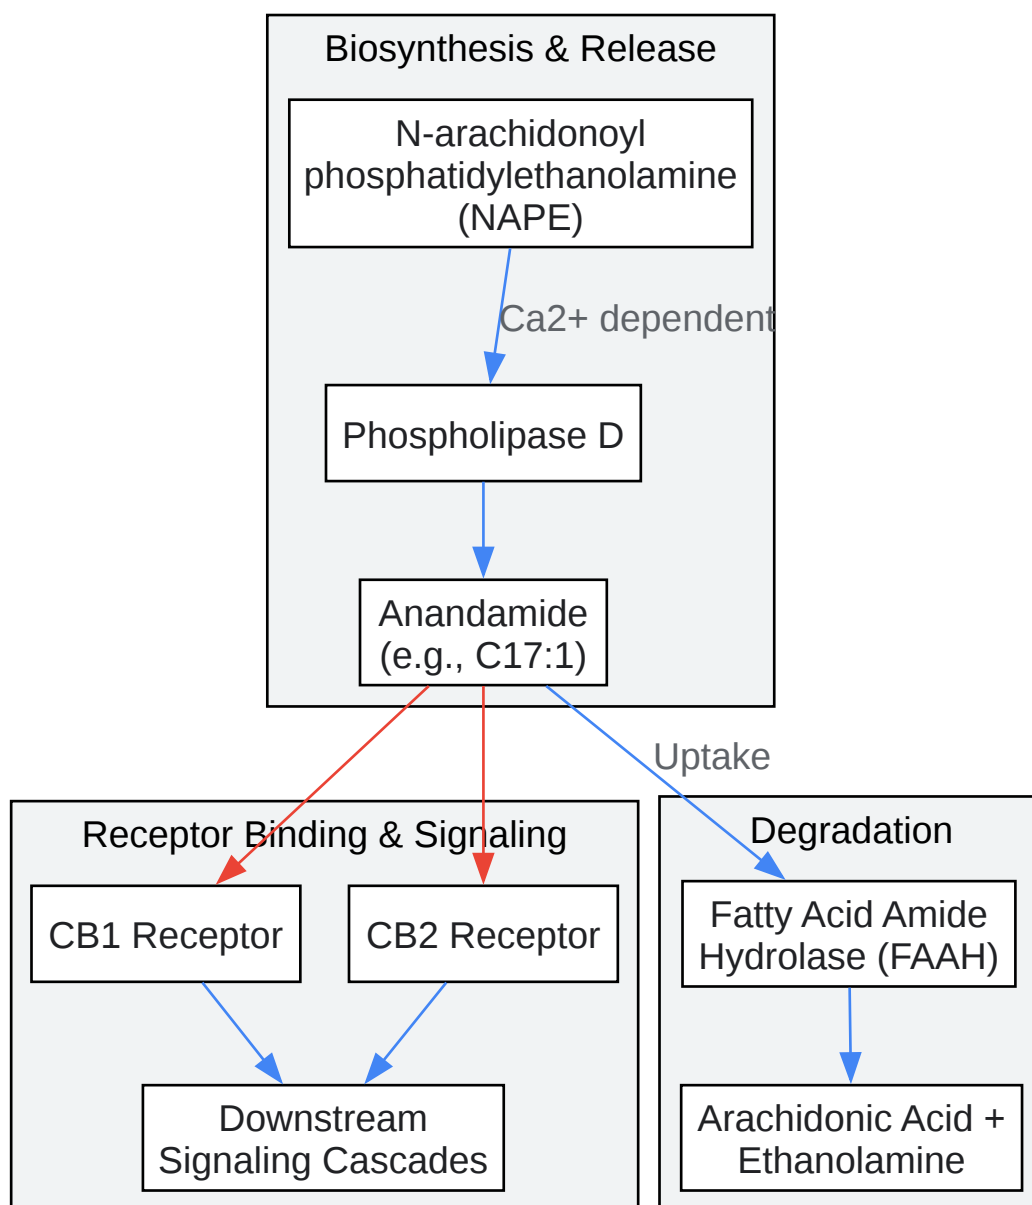 Biosynthesis & Release
N-arachidonoyl
phosphatidylethanolamine
(NAPE)
Ca2+ dependent
Phospholipase D
Anandamide
(e.g., C17:1)
Uptake
Receptor Binding & Signaling
CB1 Receptor
CB2 Receptor
Downstream
Signaling Cascades
Degradation
Fatty Acid Amide
Hydrolase (FAAH)
Arachidonic Acid +
Ethanolamine